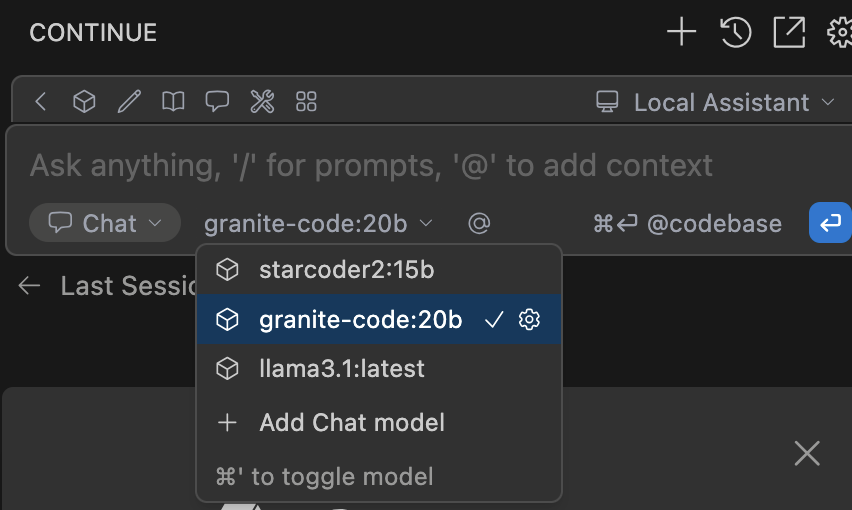 CONTINUE
Local Assistant
Ask anything, '/' for prompts, '@' to add context
Chat granite-code:20b @ ⌘⏎ @codebase
Last Sessio
starcoder2:15b
granite-code:20b
llama3.1:latest
+ Add Chat model
⌘' to toggle model